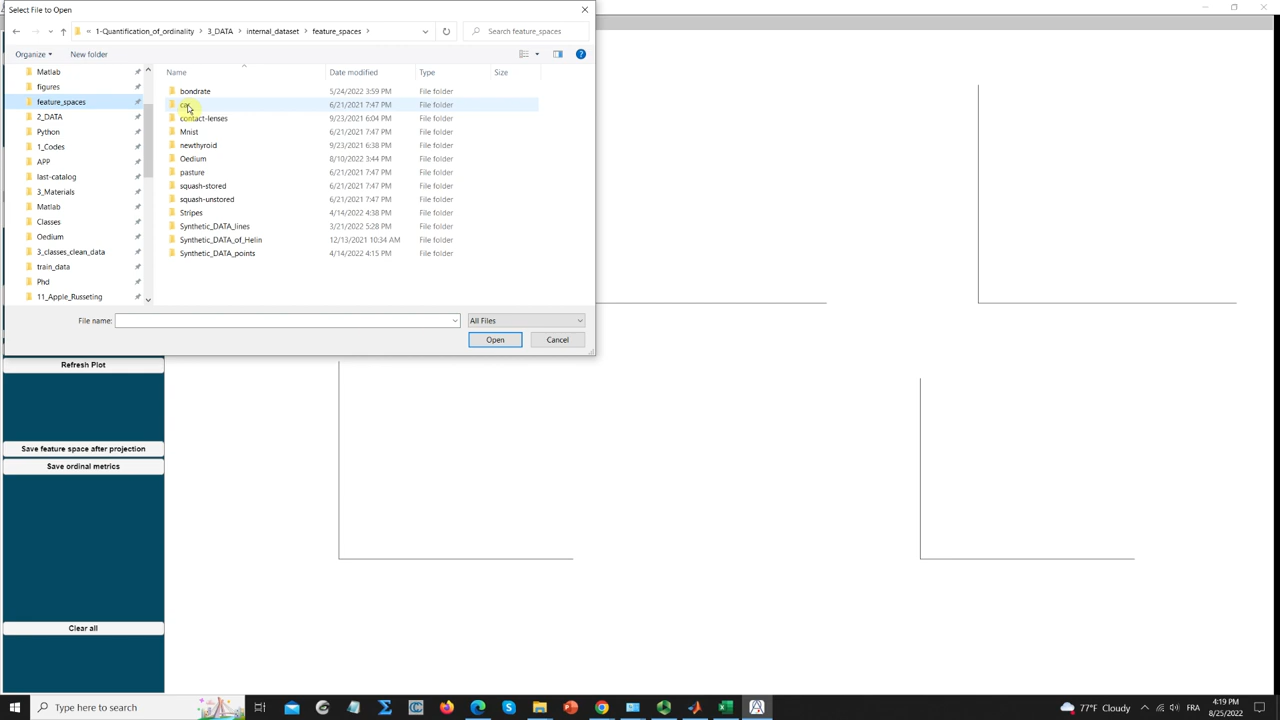 Select File to Open
« 1-Quantification_of_ordinality › 3_DATA › internal_dataset › feature_spaces ›
Search feature_spaces
Organize
New folder
Name Date modified Type Size
Matlab
figures
feature_spaces
2_DATA
Python
1_Codes
APP
last-catalog
3_Materials
Matlab
Classes
Oedium
3_classes_clean_data
train_data
Phd
11_Apple_Russeting
bondrate 5/24/2022 3:59 PM File folder
car 6/21/2021 7:47 PM File folder
contact-lenses 9/23/2021 6:04 PM File folder
Mnist 6/21/2021 7:47 PM File folder
newthyroid 9/23/2021 6:38 PM File folder
Oedium 8/10/2022 3:44 PM File folder
pasture 6/21/2021 7:47 PM File folder
squash-stored 6/21/2021 7:47 PM File folder
squash-unstored 6/21/2021 7:47 PM File folder
Stripes 4/14/2022 4:38 PM File folder
Synthetic_DATA_lines 3/21/2022 5:28 PM File folder
Synthetic_DATA_of_Helin 12/13/2021 10:34 AM File folder
Synthetic_DATA_points 4/14/2022 4:15 PM File folder
File name:
All Files
Open
Cancel
Refresh Plot
Save feature space after projection
Save ordinal metrics
Clear all
Type here to search
77°F Cloudy
FRA
4:19 PM
8/25/2022